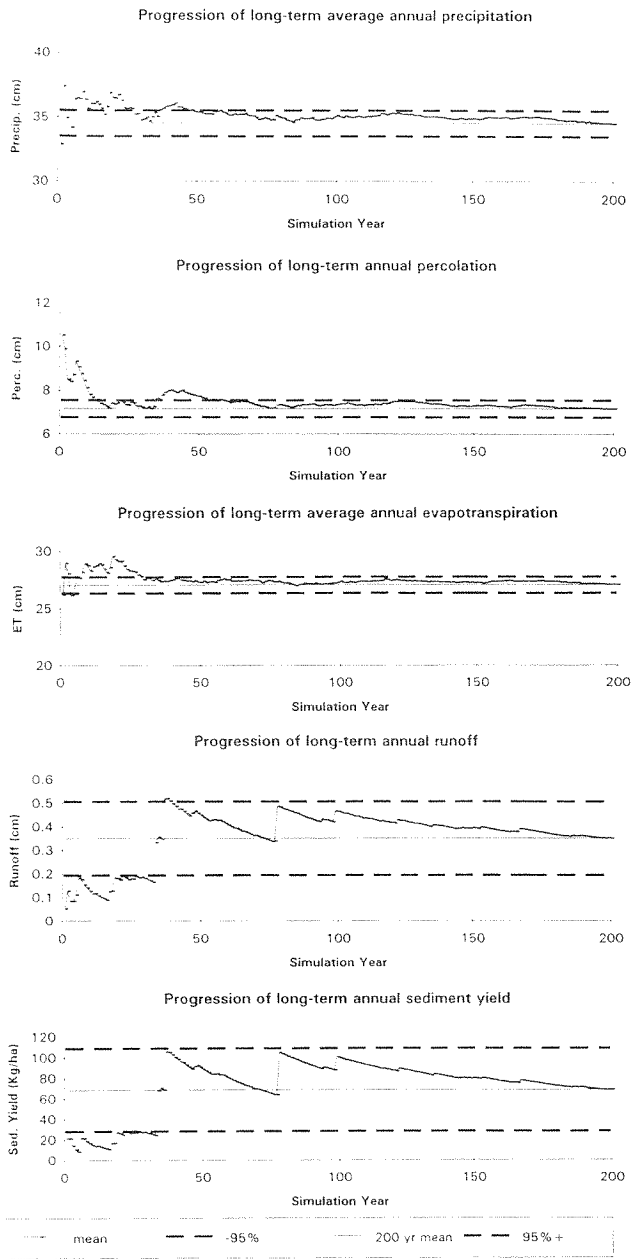 Progression of long-term average annual precipitation
40
35
30
Precip. (cm)
0 50 100 150 200
Simulation Year
Progression of long-term annual percolation
12
10
8
6
Perc. (cm)
0 50 100 150 200
Simulation Year
Progression of long-term average annual evapotranspiration
30
25
20
ET (cm)
0 50 100 150 200
Simulation Year
Progression of long-term annual runoff
0.6
0.5
0.4
0.3
0.2
0.1
0
Runoff (cm)
0 50 100 150 200
Simulation Year
Progression of long-term annual sediment yield
120
100
80
60
40
20
0
Sed. Yield (Kg/ha)
0 50 100 150 200
Simulation Year
mean -95% 200 yr mean 95%+